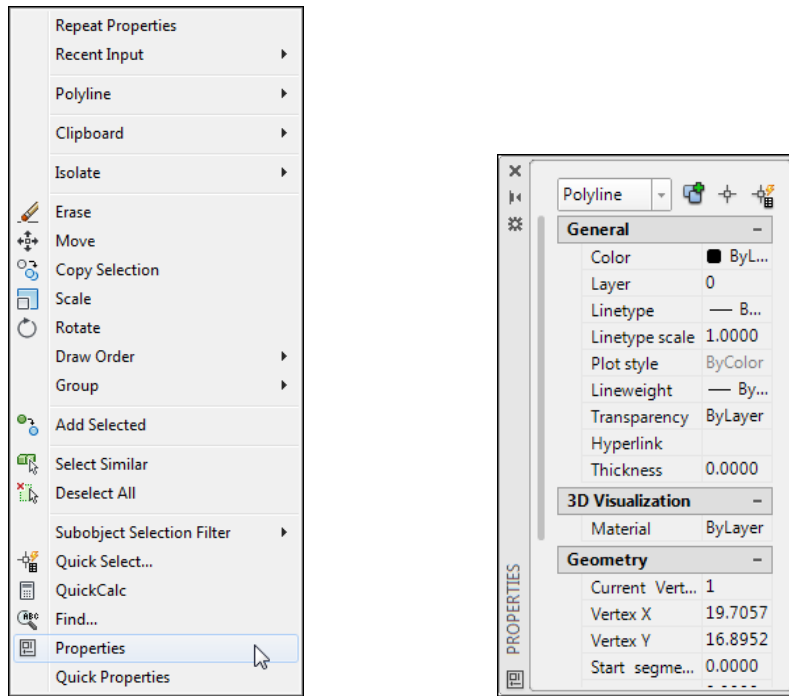 Repeat Properties
Recent Input
Polyline
Clipboard
Isolate
Erase
Move
Copy Selection
Scale
Rotate
Draw Order
Group
Add Selected
Select Similar
Deselect All
Subobject Selection Filter
Quick Select...
QuickCalc
ABC
Find...
Properties
Quick Properties
Polyline
General –
Color ByL...
Layer 0
Linetype B...
Linetype scale 1.0000
Plot style ByColor
Lineweight By...
Transparency ByLayer
Hyperlink
Thickness 0.0000
3D Visualization –
Material ByLayer
Geometry –
Current Vert... 1
Vertex X 19.7057
Vertex Y 16.8952
Start segme... 0.0000
PROPERTIES